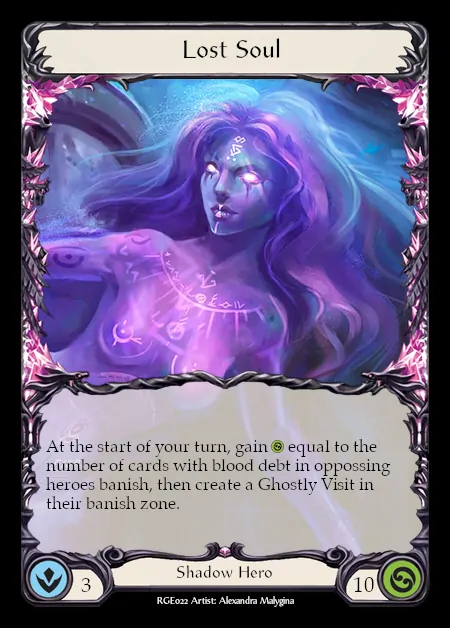 Lost Soul
At the start of your turn, gain equal to the
number of cards with blood debt in oppossing
heroes banish, then create a Ghostly Visit in
their banish zone.
3
Shadow Hero
10
RGE022 Artist: Alexandra Malygina